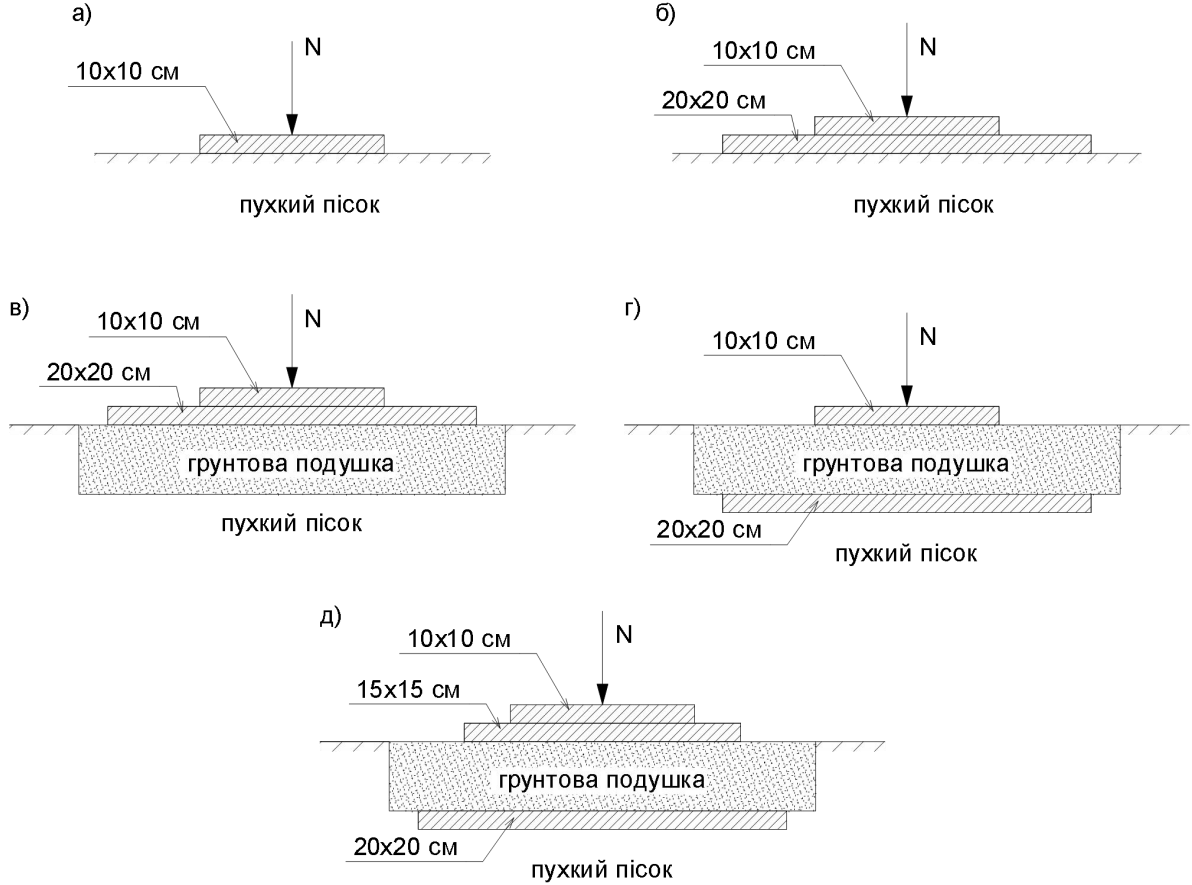 а)
N
10х10 см
пухкий пісок
б)
N
10х10 см
20х20 см
пухкий пісок
в)
N
10х10 см
20х20 см
грунтова подушка
пухкий пісок
г)
N
10х10 см
грунтова подушка
20х20 см
пухкий пісок
д)
N
10х10 см
15х15 см
грунтова подушка
20х20 см
пухкий пісок